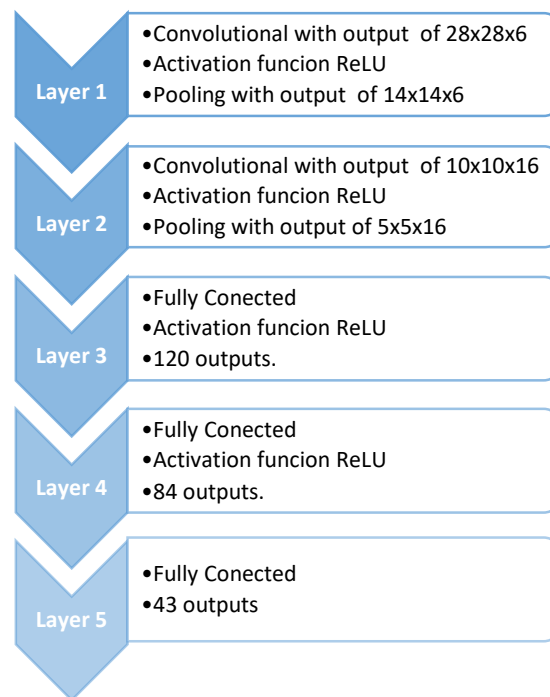 Layer 1
•Convolutional with output of 28x28x6
•Activation funcion ReLU
•Pooling with output of 14x14x6
Layer 2
•Convolutional with output of 10x10x16
•Activation funcion ReLU
•Pooling with output of 5x5x16
Layer 3
•Fully Conected
•Activation funcion ReLU
•120 outputs.
Layer 4
•Fully Conected
•Activation funcion ReLU
•84 outputs.
Layer 5
•Fully Conected
•43 outputs